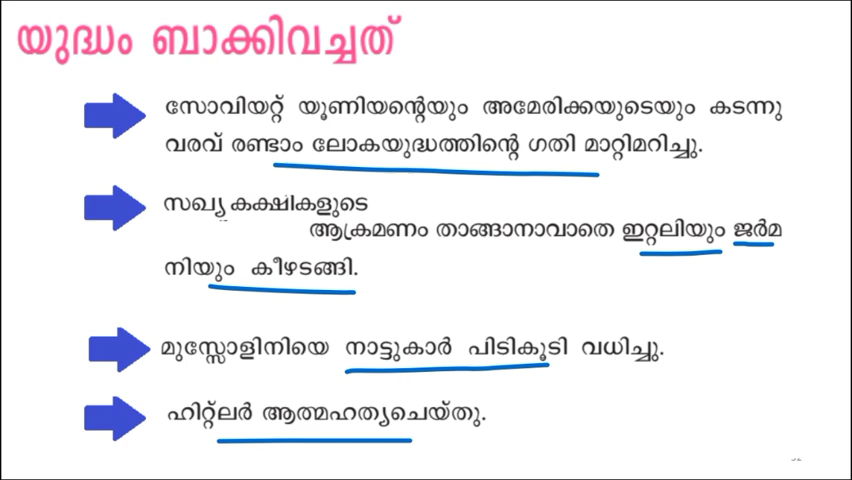 യുദ്ധം ബാക്കിവച്ചത്
സോവിയറ്റ് യൂണിയന്റെയും അമേരിക്കയുടെയും കടന്നു
വരവ് രണ്ടാം ലോകയുദ്ധത്തിന്റെ ഗതി മാറ്റിമറിച്ചു.
സഖ്യ കക്ഷികളുടെ
ആക്രമണം താങ്ങാനാവാതെ ഇറ്റലിയും ജർമ
നിയും കീഴടങ്ങി.
മുസ്സോളിനിയെ നാട്ടുകാർ പിടികൂടി വധിച്ചു.
ഹിറ്റ്ലർ ആത്മഹത്യചെയ്തു.